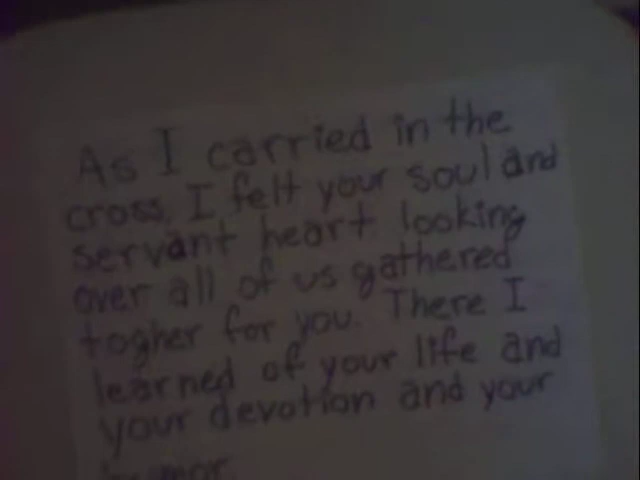 As I carried in the
cross, I felt your soul and
servant heart looking
over all of us gathered
togher for you. There I
learned of your life and
your devotion and your
humor.